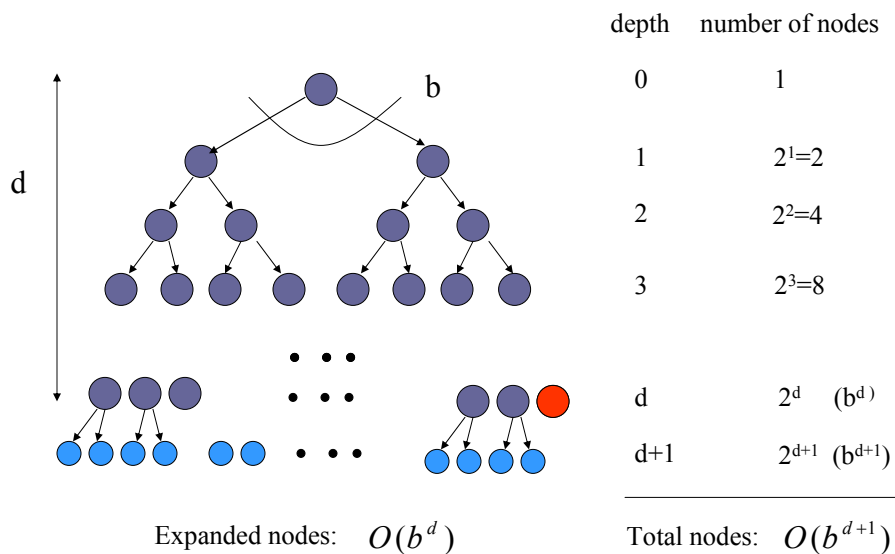 depth number of nodes
0 1
b
1 2¹=2
d
2 2²=4
3 2³=8
d 2ᵈ (bᵈ)
d+1 2ᵈ⁺¹ (bᵈ⁺¹)
Expanded nodes: O(bᵈ)
Total nodes: O(bᵈ⁺¹)